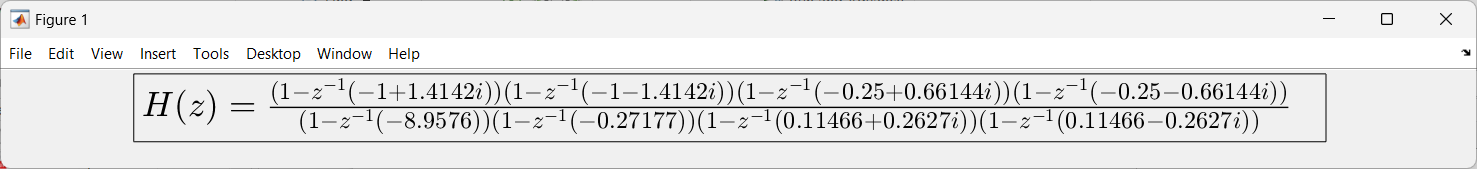 Figure 1
File Edit View Insert Tools Desktop Window Help
H(z) = \frac{(1-z^{-1}(-1+1.4142i))(1-z^{-1}(-1-1.4142i))(1-z^{-1}(-0.25+0.66144i))(1-z^{-1}(-0.25-0.66144i))}{(1-z^{-1}(-8.9576))(1-z^{-1}(-0.27177))(1-z^{-1}(0.11466+0.2627i))(1-z^{-1}(0.11466-0.2627i))}